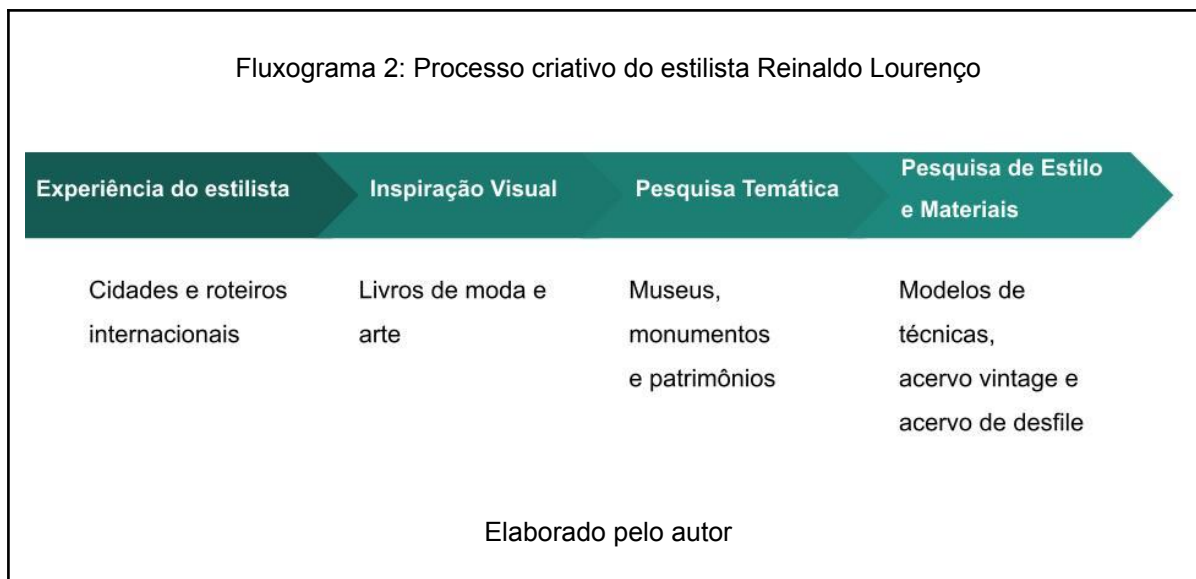 Fluxograma 2: Processo criativo do estilista Reinaldo Lourenço
Experiência do estilista
Inspiração Visual
Pesquisa Temática
Pesquisa de Estilo
e Materiais
Cidades e roteiros
internacionais
Livros de moda e
arte
Museus,
monumentos
e patrimônios
Modelos de
técnicas,
acervo vintage e
acervo de desfile
Elaborado pelo autor